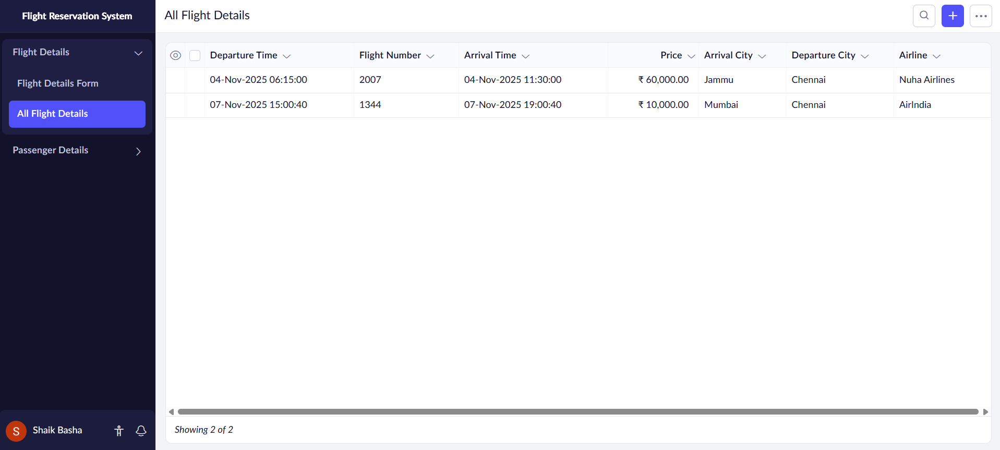 Flight Reservation System
All Flight Details
Flight Details
Flight Details Form
All Flight Details
Passenger Details
Departure Time Flight Number Arrival Time Price Arrival City Departure City Airline
04-Nov-2025 06:15:00 2007 04-Nov-2025 11:30:00 ₹ 60,000.00 Jammu Chennai Nuha Airlines
07-Nov-2025 15:00:40 1344 07-Nov-2025 19:00:40 ₹ 10,000.00 Mumbai Chennai AirIndia
Showing 2 of 2
S Shaik Basha